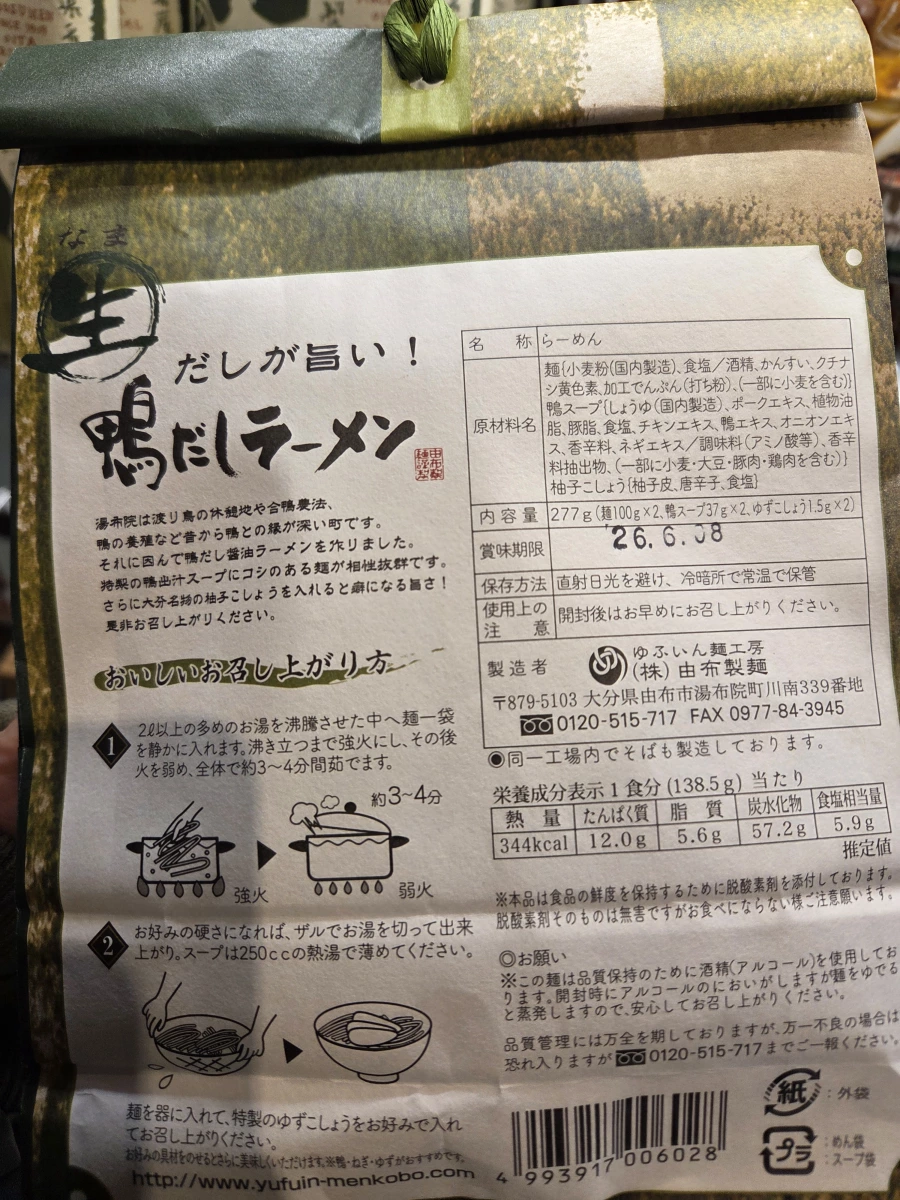 なま
生
だしが旨い！
鴨だしラーメン
湯布院は渡り鳥の休憩地や合鴨農法、
鴨の養殖など昔から鴨との縁が深い町です。
それに因んで鴨だし醤油ラーメンを作りました。
特製の鴨出汁スープにコシのある麺が相性抜群です。
さらに大分名物の柚子こしょうを入れると癖になる旨さ！
是非お召し上がりください。
おいしいお召し上がり方
1
2ℓ以上の多めのお湯を沸騰させた中へ麺一袋
を静かに入れます。沸き立つまで強火にし、その後
火を弱め、全体で約3〜4分間茹でます。
約3〜4分
強火
弱火
2
お好みの硬さになれば、ザルでお湯を切って出来
上がり。スープは250ccの熱湯で薄めてください。
麺を器に入れて、特製のゆずこしょうをお好みで入れ
てお召し上がりください。
お好みの具材をのせるとさらに美味しくいただけます。※鴨・ねぎ・ゆずがおすすめです。
http://www.yufuin-menkobo.com
名 称 らーめん
原材料名
麺{小麦粉(国内製造)、食塩／酒精、かんすい、クチナ
シ黄色素、加工でんぷん(打ち粉)、(一部に小麦を含む)}
鴨スープ{しょうゆ(国内製造)、ポークエキス、植物油
脂、豚脂、食塩、チキンエキス、鴨エキス、オニオンエキ
ス、香辛料、ネギエキス／調味料(アミノ酸等)、香辛
料抽出物、(一部に小麦・大豆・豚肉・鶏肉を含む)}
柚子こしょう{柚子皮、唐辛子、食塩}
内容量 277g(麺100g×2、鴨スープ37g×2、ゆずこしょう1.5g×2)
賞味期限 '26.6.08
保存方法 直射日光を避け、冷暗所で常温で保管
使用上の注意 開封後はお早めにお召し上がりください。
製造者
ゆふいん麺工房
(株)由布製麺
〒879-5103 大分県由布市湯布院町川南339番地
0120-515-717 FAX 0977-84-3945
◉同一工場内でそばも製造しております。
栄養成分表示1食分(138.5g)当たり
熱量 たんぱく質 脂質 炭水化物 食塩相当量
344kcal 12.0g 5.6g 57.2g 5.9g
推定値
※本品は食品の鮮度を保持するために脱酸素剤を添付しております。
脱酸素剤そのものは無害ですがお食べにならない様ご注意願います。
◎お願い
※この麺は品質保持のために酒精(アルコール)を使用してお
ります。開封時にアルコールのにおいがしますが麺をゆでる
と蒸発しますので、安心してお召し上がりください。
品質管理には万全を期しておりますが、万一不良の場合は
恐れ入りますが 0120-515-717までご一報ください。
4 993917 006028
紙 ：外袋
プラ ：めん袋
：スープ袋